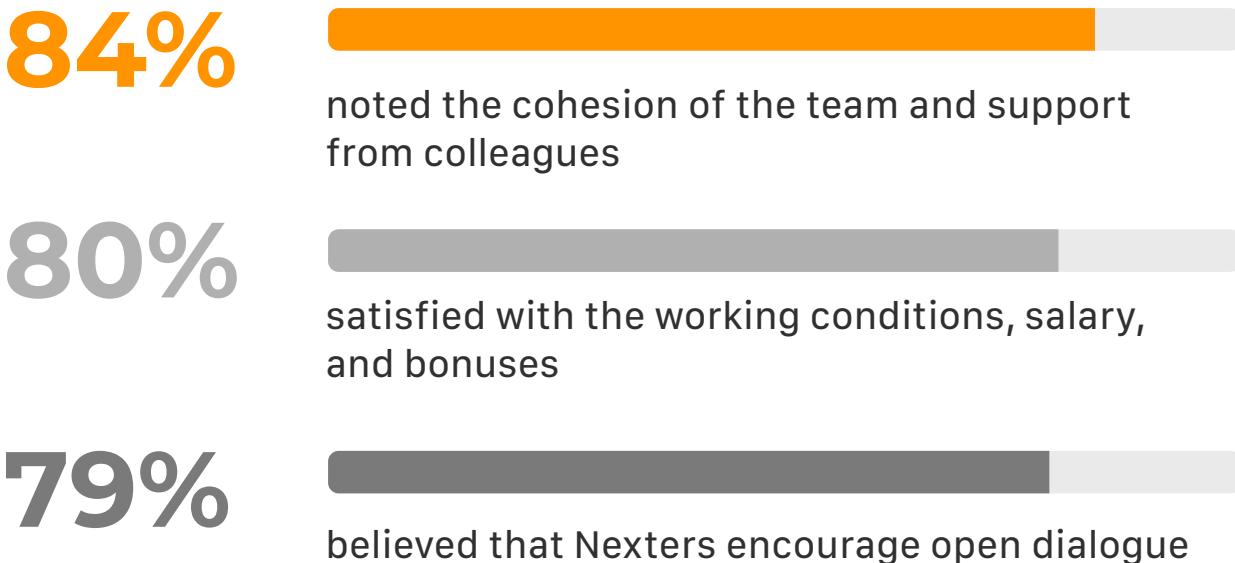 84%
noted the cohesion of the team and support
from colleagues
80%
satisfied with the working conditions, salary,
and bonuses
79%
believed that Nexters encourage open dialogue